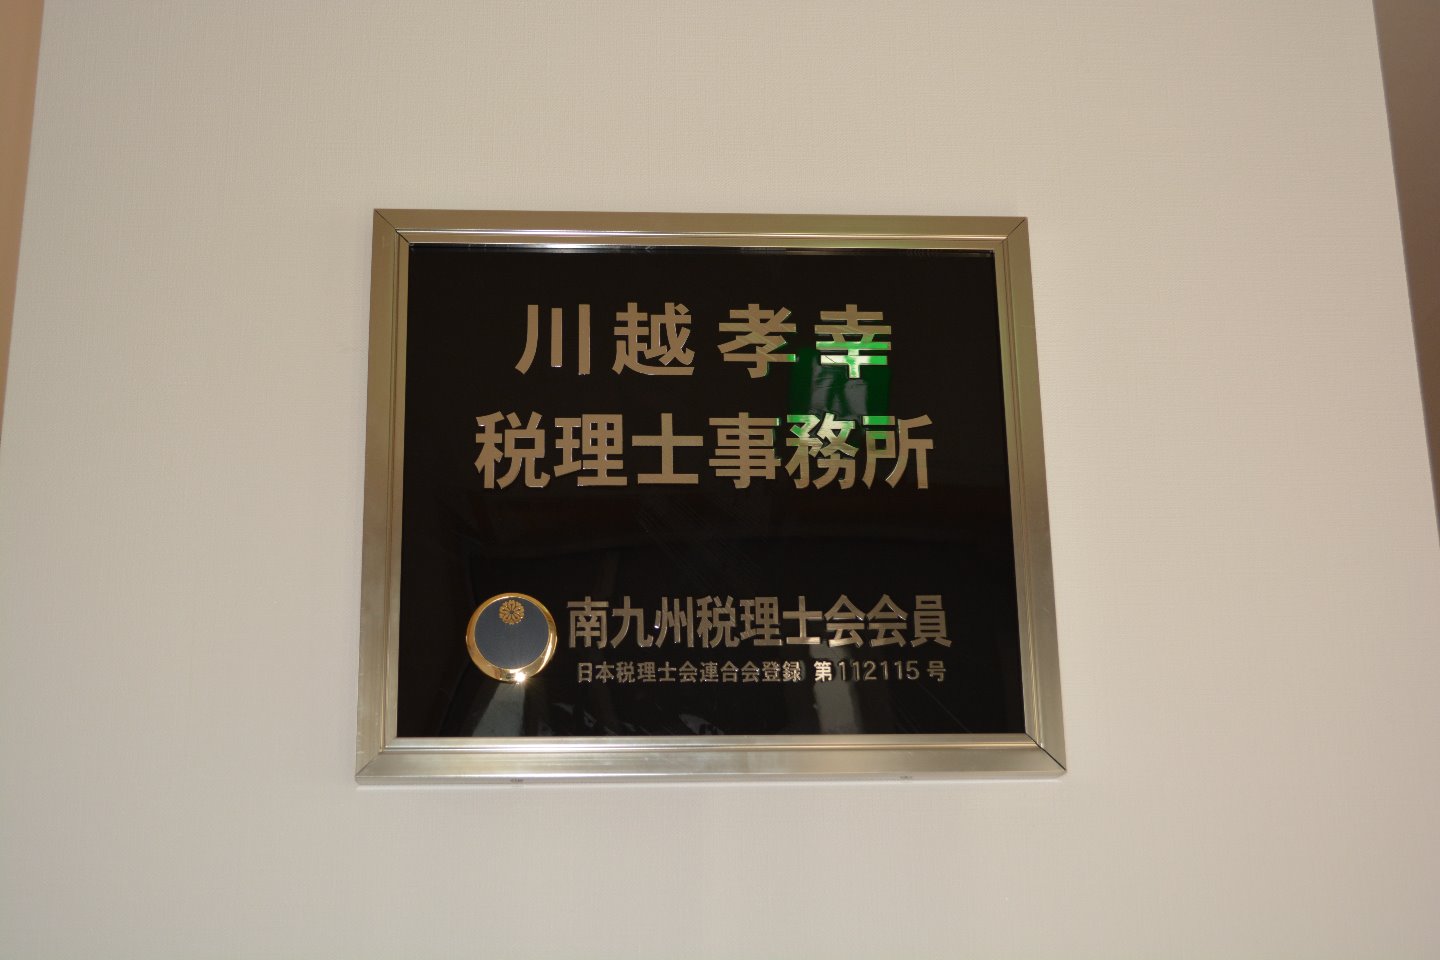 川越孝幸
税理士事務所
南九州税理士会会員
日本税理士会連合会登録 第112115号